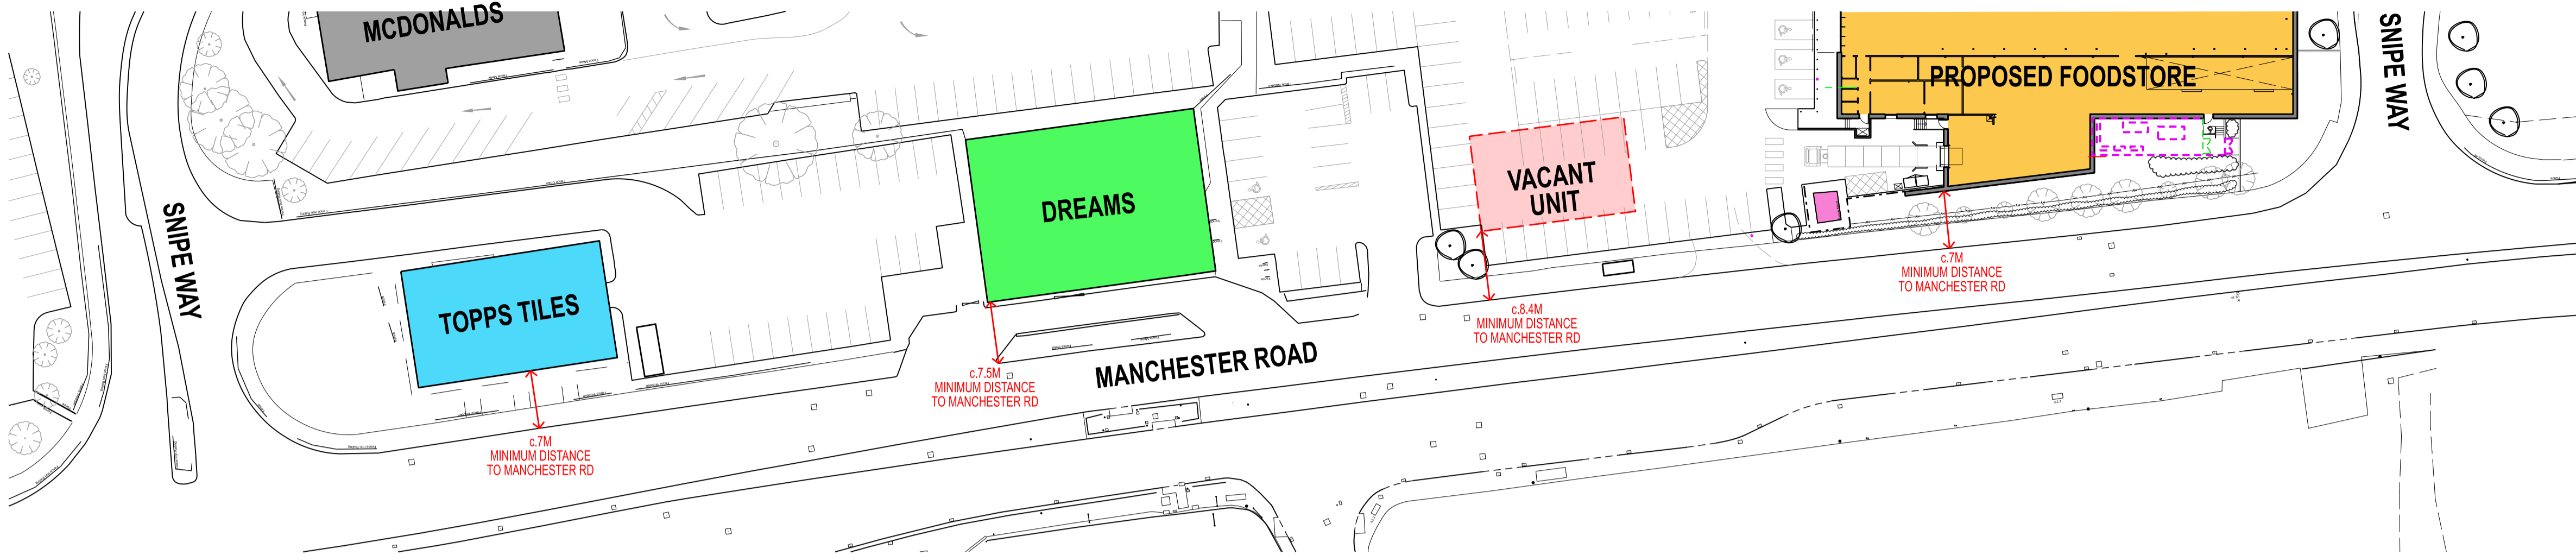 MCDONALDS
SNIPE WAY
TOPPS TILES
c.7M
MINIMUM DISTANCE
TO MANCHESTER RD
DREAMS
c.7.5M
MINIMUM DISTANCE
TO MANCHESTER RD
MANCHESTER ROAD
VACANT
UNIT
c.8.4M
MINIMUM DISTANCE
TO MANCHESTER RD
PROPOSED FOODSTORE
c.7M
MINIMUM DISTANCE
TO MANCHESTER RD
SNIPE WAY